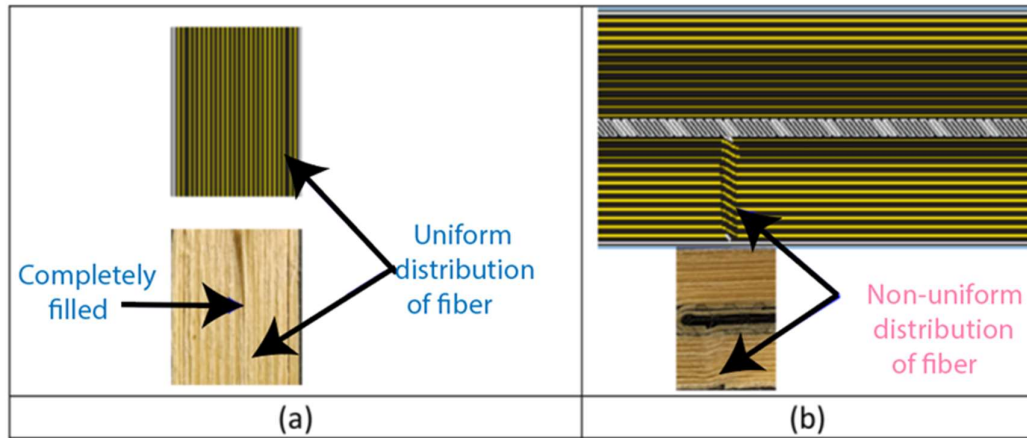 Completely
filled
Uniform
distribution
of fiber
Non-uniform
distribution
of fiber
(a)
(b)